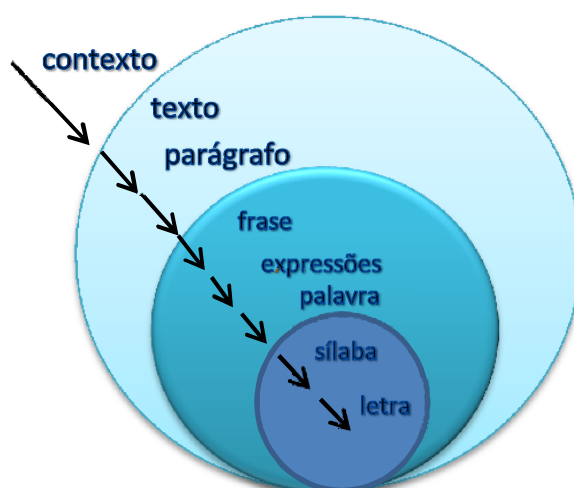 contexto
texto
parágrafo
frase
expressões
palavra
sílaba
letra